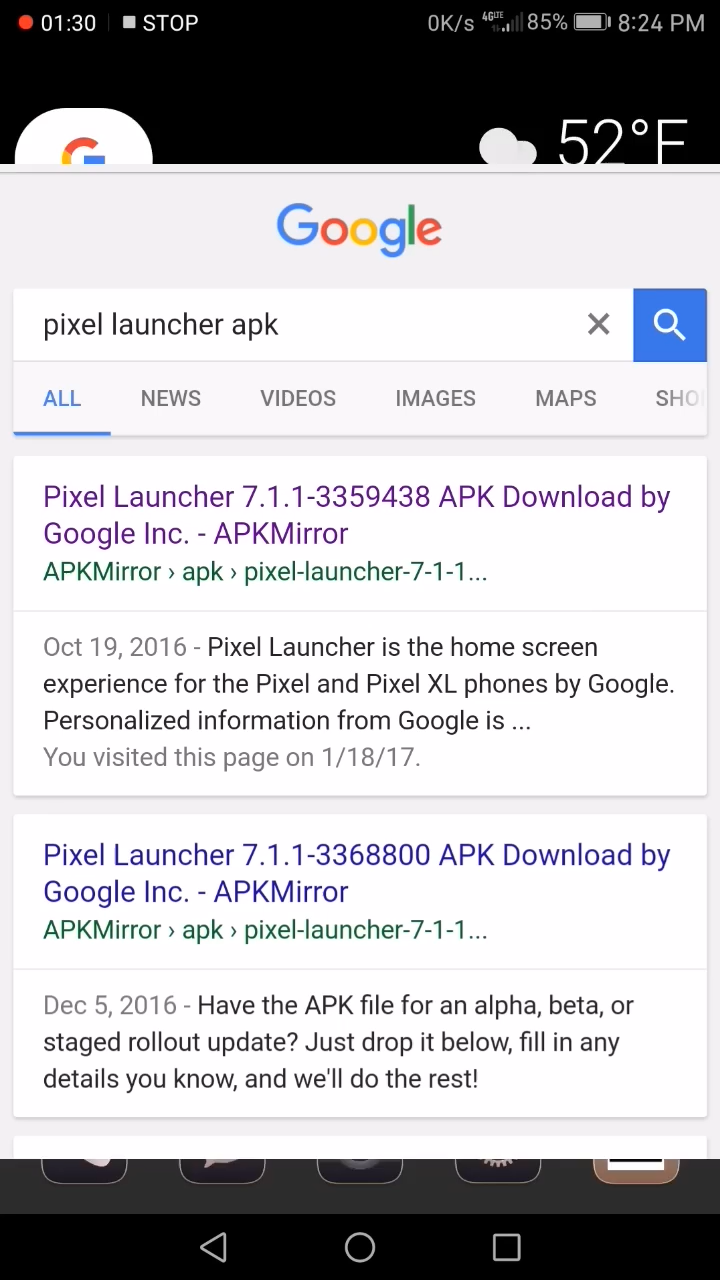 01:30 STOP 0K/s 4GLTE 85% 8:24 PM
52°F
Google
pixel launcher apk
ALL NEWS VIDEOS IMAGES MAPS SHO
Pixel Launcher 7.1.1-3359438 APK Download by
Google Inc. - APKMirror
APKMirror › apk › pixel-launcher-7-1-1...
Oct 19, 2016 - Pixel Launcher is the home screen
experience for the Pixel and Pixel XL phones by Google.
Personalized information from Google is ...
You visited this page on 1/18/17.
Pixel Launcher 7.1.1-3368800 APK Download by
Google Inc. - APKMirror
APKMirror › apk › pixel-launcher-7-1-1...
Dec 5, 2016 - Have the APK file for an alpha, beta, or
staged rollout update? Just drop it below, fill in any
details you know, and we'll do the rest!